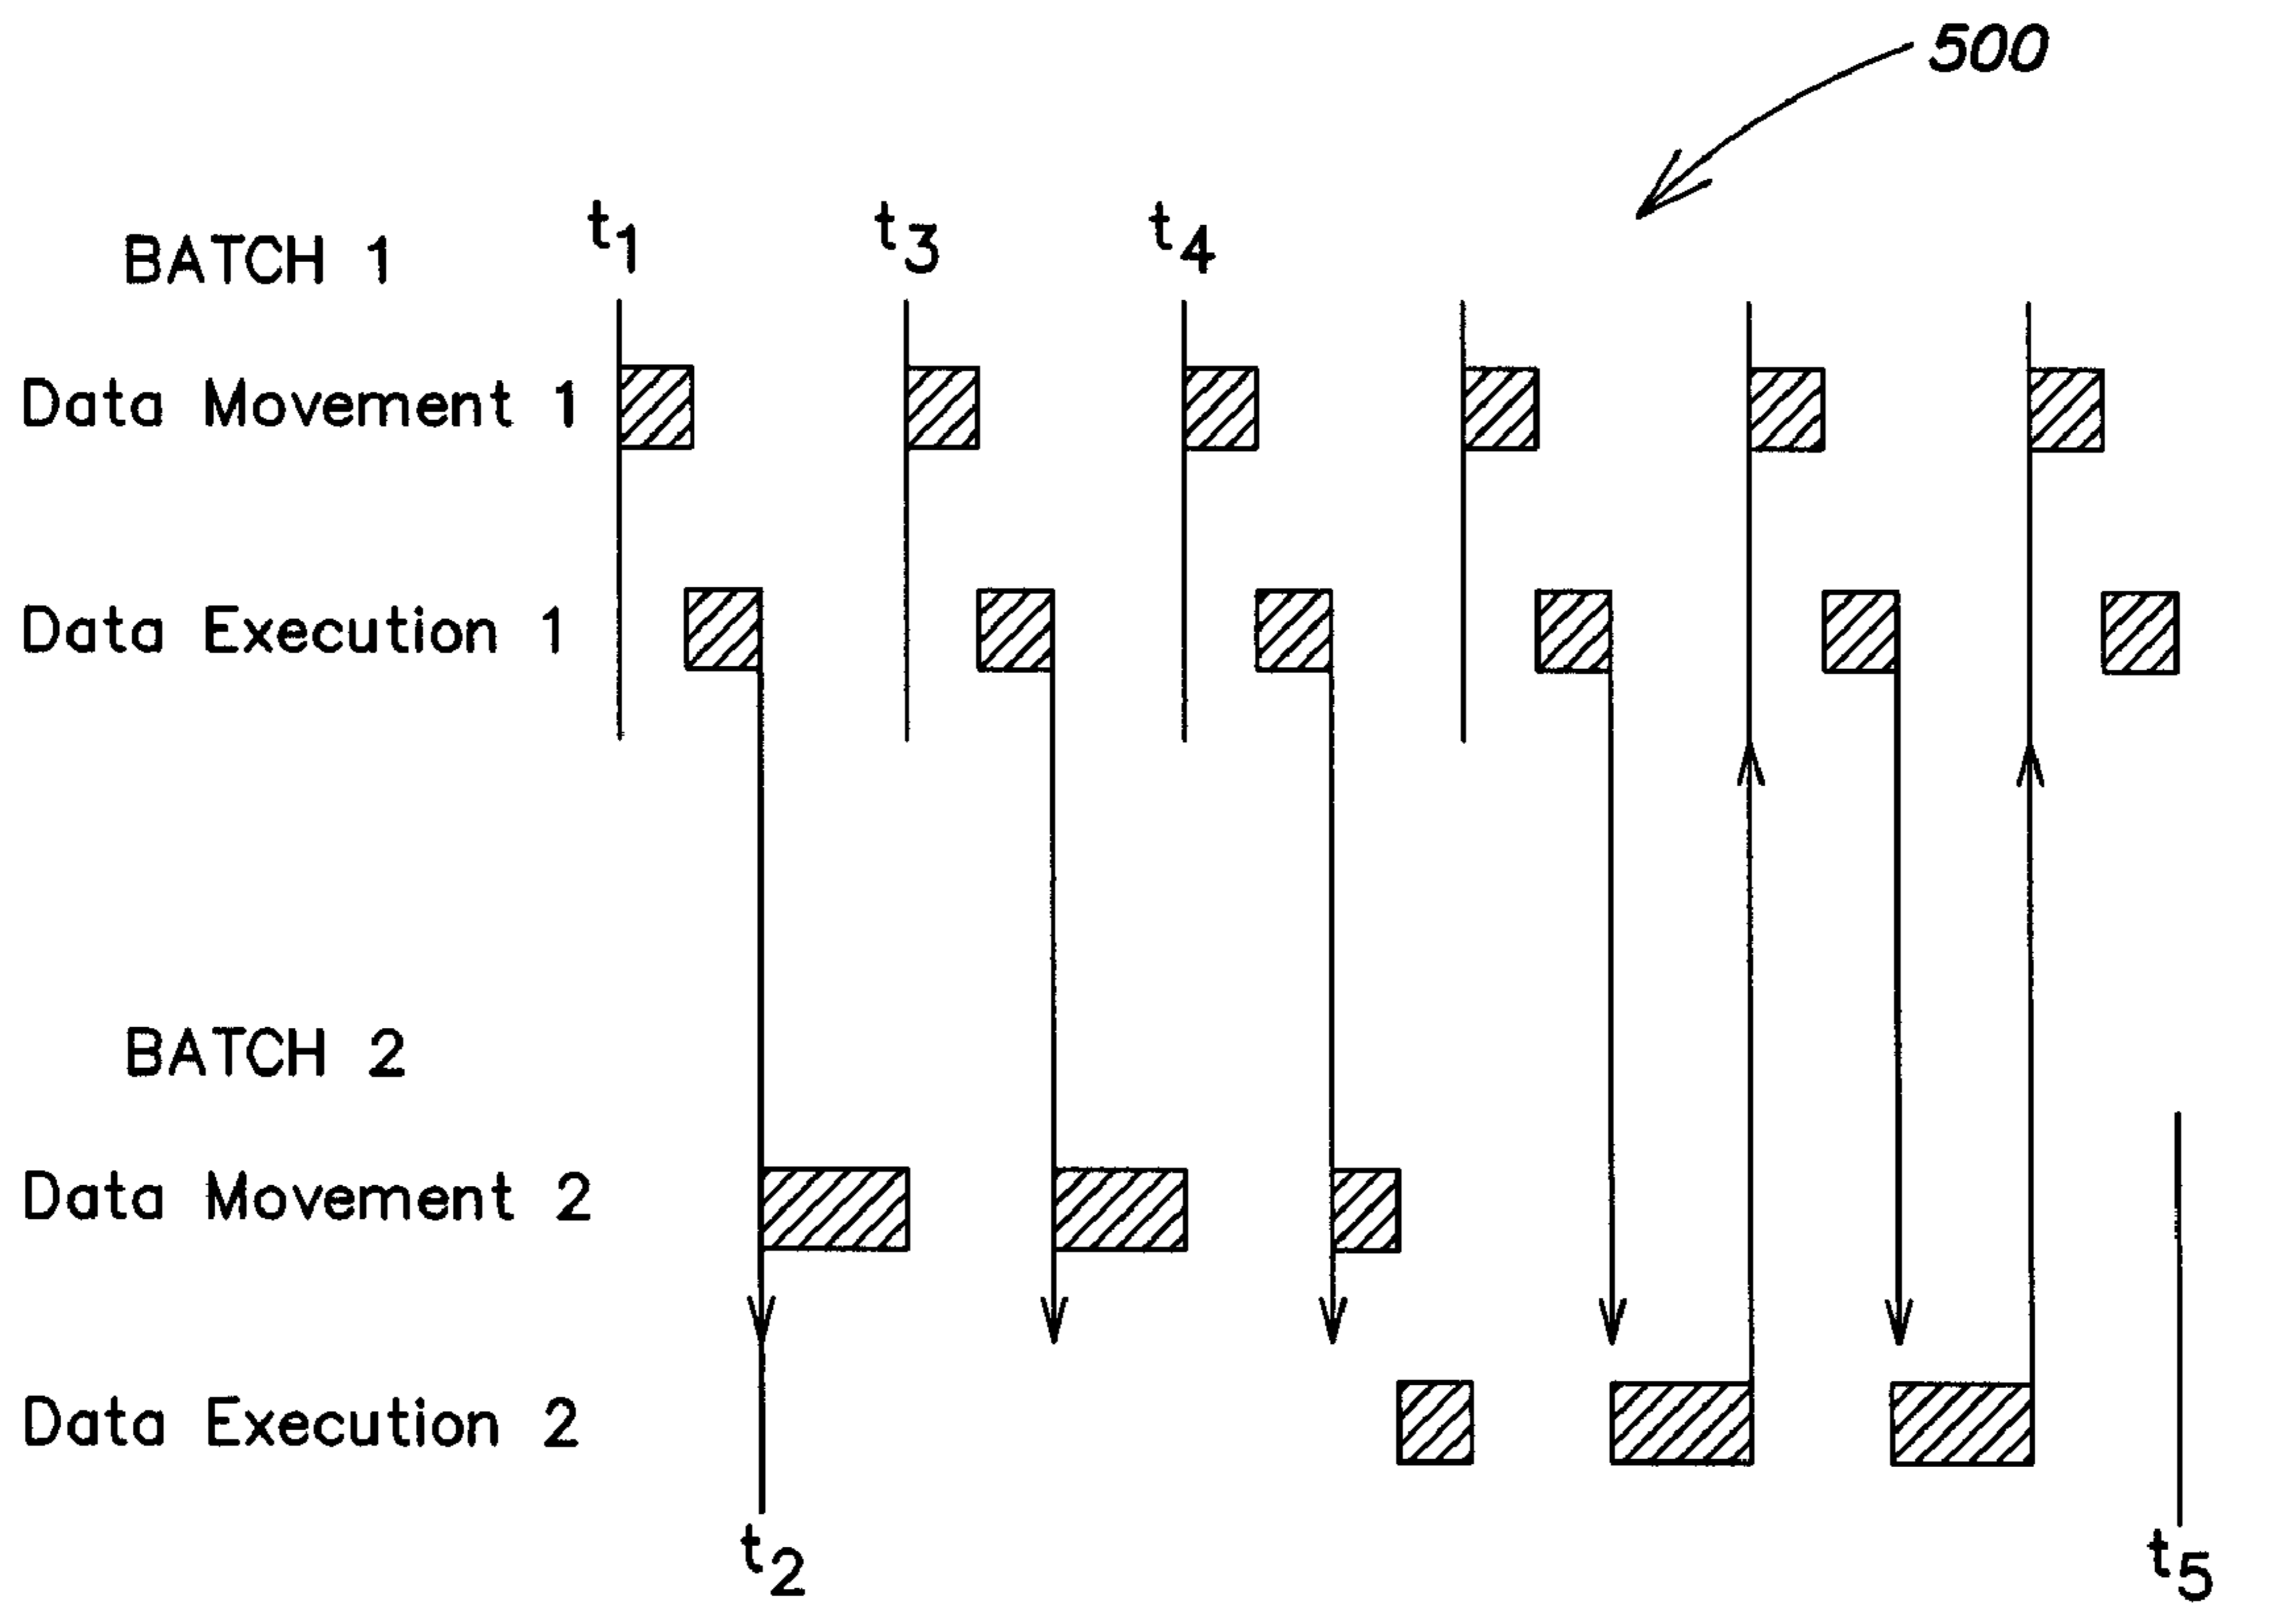 500
t1 t3 t4
BATCH 1
Data Movement 1
Data Execution 1
BATCH 2
Data Movement 2
Data Execution 2
t2
t5